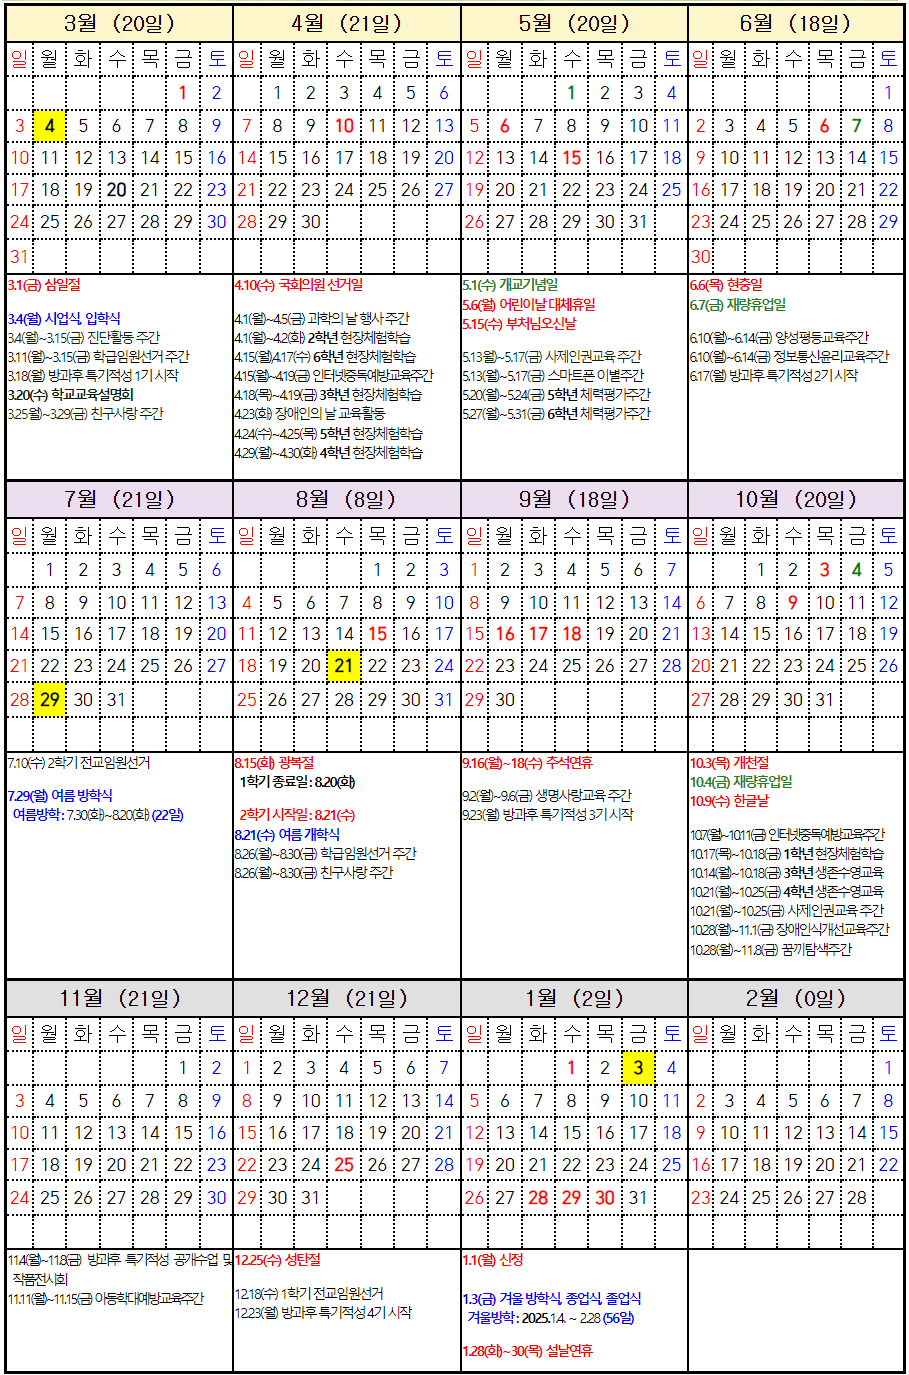 3월 (20일)
일 월 화 수 목 금 토
1 2
3 4 5 6 7 8 9
10 11 12 13 14 15 16
17 18 19 20 21 22 23
24 25 26 27 28 29 30
31
3.1(금) 삼일절
3.4(월) 시업식, 입학식
3.4(월)~3.15(금) 진단활동 주간
3.11(월)~3.15(금) 학급임원선거 주간
3.18(월) 방과후 특기적성 1기 시작
3.20(수) 학교교육설명회
3.25월)~3.29(금) 친구사랑 주간
4월 (21일)
일 월 화 수 목 금 토
1 2 3 4 5 6
7 8 9 10 11 12 13
14 15 16 17 18 19 20
21 22 23 24 25 26 27
28 29 30
4.10(수) 국회의원 선거일
4.1(월)~4.5(금) 과학의 날 행사 주간
4.1(월)~4.2(화) 2학년 현장체험학습
4.15(월),4.17(수) 6학년 현장체험학습
4.15(월)~4.19(금) 인터넷중독예방교육주간
4.18(목)~4.19(금) 3학년 현장체험학습
4.23(화) 장애인의 날 교육활동
4.24(수)~4.25(목) 5학년 현장체험학습
4.29(월)~4.30(화) 4학년 현장체험학습
5월 (20일)
일 월 화 수 목 금 토
1 2 3 4
5 6 7 8 9 10 11
12 13 14 15 16 17 18
19 20 21 22 23 24 25
26 27 28 29 30 31
5.1(수) 개교기념일
5.6(월) 어린이날 대체휴일
5.15(수) 부처님오신날
5.13월)~5.17(금) 사제인권교육 주간
5.13(월)~5.17(금) 스마트폰 이별주간
5.20(월)~5.24(금) 5학년 체력평가주간
5.27(월)~5.31(금) 6학년 체력평가주간
6월 (18일)
일 월 화 수 목 금 토
1
2 3 4 5 6 7 8
9 10 11 12 13 14 15
16 17 18 19 20 21 22
23 24 25 26 27 28 29
30
6.6(목) 현충일
6.7(금) 재량휴업일
6.10(월)~6.14(금) 양성평등교육주간
6.10(월)~6.14(금) 정보통신윤리교육주간
6.17(월) 방과후 특기적성 2기 시작
7월 (21일)
일 월 화 수 목 금 토
1 2 3 4 5 6
7 8 9 10 11 12 13
14 15 16 17 18 19 20
21 22 23 24 25 26 27
28 29 30 31
7.10(수) 2학기 전교임원선거
7.29(월) 여름 방학식
여름방학 : 7.30(화)~8.20(화) (22일)
8월 (8일)
일 월 화 수 목 금 토
1 2 3
4 5 6 7 8 9 10
11 12 13 14 15 16 17
18 19 20 21 22 23 24
25 26 27 28 29 30 31
8.15(화) 광복절
1학기 종료일 : 8.20(화)
2학기 시작일 : 8.21(수)
8.21(수) 여름 개학식
8.26(월)~8.30(금) 학급임원선거 주간
8.26(월)~8.30(금) 친구사랑 주간
9월 (18일)
일 월 화 수 목 금 토
1 2 3 4 5 6 7
8 9 10 11 12 13 14
15 16 17 18 19 20 21
22 23 24 25 26 27 28
29 30
9.16(월)~18(수) 추석연휴
9.2(월)~9.6(금) 생명사랑교육 주간
9.23(월) 방과후 특기적성 3기 시작
10월 (20일)
일 월 화 수 목 금 토
1 2 3 4 5
6 7 8 9 10 11 12
13 14 15 16 17 18 19
20 21 22 23 24 25 26
27 28 29 30 31
10.3(목) 개천절
10.4(금) 재량휴업일
10.9(수) 한글날
10.7(월)~10.11(금) 인터넷중독예방교육주간
10.17(목)~10.18(금) 1학년 현장체험학습
10.14(월)~10.18(금) 3학년 생존수영교육
10.21(월)~10.25(금) 4학년 생존수영교육
10.21(월)~10.25(금) 사제인권교육 주간
10.28(월)~11.1(금) 장애인식개선교육주간
10.28(월)~11.8(금) 꿈끼탐색주간
11월 (21일)
일 월 화 수 목 금 토
1 2
3 4 5 6 7 8 9
10 11 12 13 14 15 16
17 18 19 20 21 22 23
24 25 26 27 28 29 30
11.4(월)~11.8(금) 방과후 특기적성 공개수업 및
작품전시회
11.11(월)~11.15(금) 아동학대예방교육주간
12월 (21일)
일 월 화 수 목 금 토
1 2 3 4 5 6 7
8 9 10 11 12 13 14
15 16 17 18 19 20 21
22 23 24 25 26 27 28
29 30 31
12.25(수) 성탄절
12.18(수) 1학기 전교임원선거
12.23(월) 방과후 특기적성 4기 시작
1월 (2일)
일 월 화 수 목 금 토
1 2 3 4
5 6 7 8 9 10 11
12 13 14 15 16 17 18
19 20 21 22 23 24 25
26 27 28 29 30 31
1.1(월) 신정
1.3(금) 겨울 방학식, 종업식, 졸업식
겨울방학 : 2025.1.4. ~ 2.28 (56일)
1.28(화)~30(목) 설날연휴
2월 (0일)
일 월 화 수 목 금 토
1
2 3 4 5 6 7 8
9 10 11 12 13 14 15
16 17 18 19 20 21 22
23 24 25 26 27 28